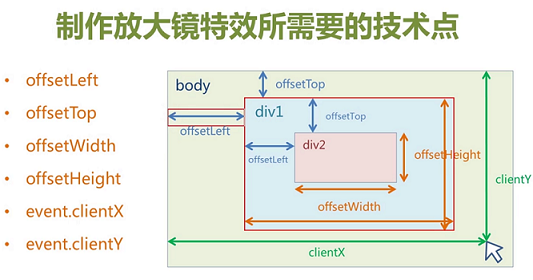 制作放大镜特效所需要的技术点
• offsetLeft
• offsetTop
• offsetWidth
• offsetHeight
• event.clientX
• event.clientY
body
offsetTop
div1
offsetTop
offsetLeft
div2
offsetLeft
offsetHeight
clientY
offsetWidth
clientX